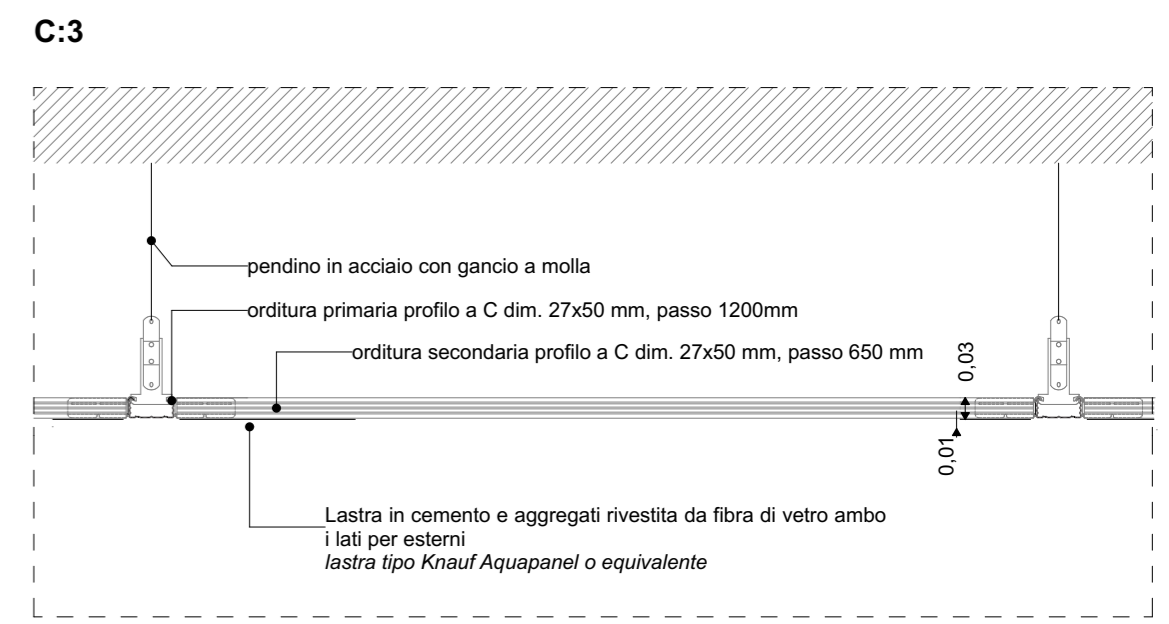 C:3
pendino in acciaio con gancio a molla
orditura primaria profilo a C dim. 27x50 mm, passo 1200mm
orditura secondaria profilo a C dim. 27x50 mm, passo 650 mm
0,03
0,01
Lastra in cemento e aggregati rivestita da fibra di vetro ambo
i lati per esterni
lastra tipo Knauf Aquapanel o equivalente